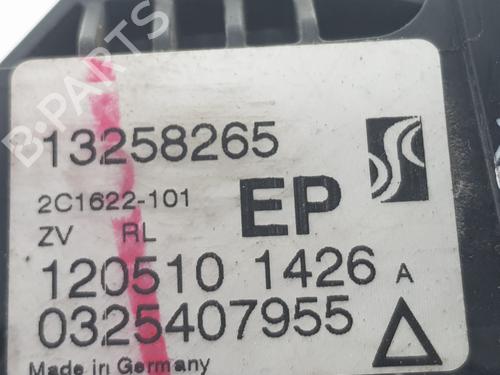 13258265
2C1622-101
EP
ZV RL
120510 1426 A
0325407955
Made in Germany
B-PARTS